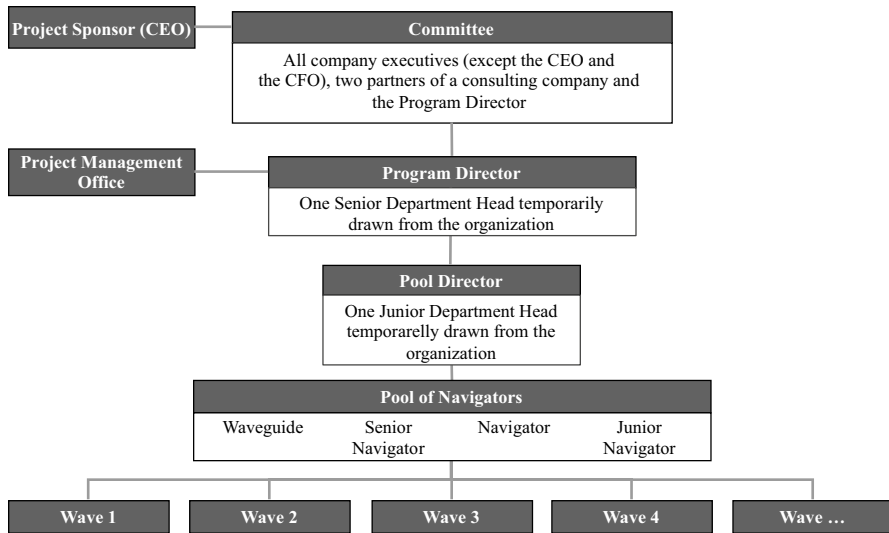 Project Sponsor (CEO)
Committee
All company executives (except the CEO and
the CFO), two partners of a consulting company and
the Program Director
Project Management
Office
Program Director
One Senior Department Head temporarily
drawn from the organization
Pool Director
One Junior Department Head
temporarelly drawn from the
organization
Pool of Navigators
Waveguide
Senior
Navigator
Navigator
Junior
Navigator
Wave 1
Wave 2
Wave 3
Wave 4
Wave …